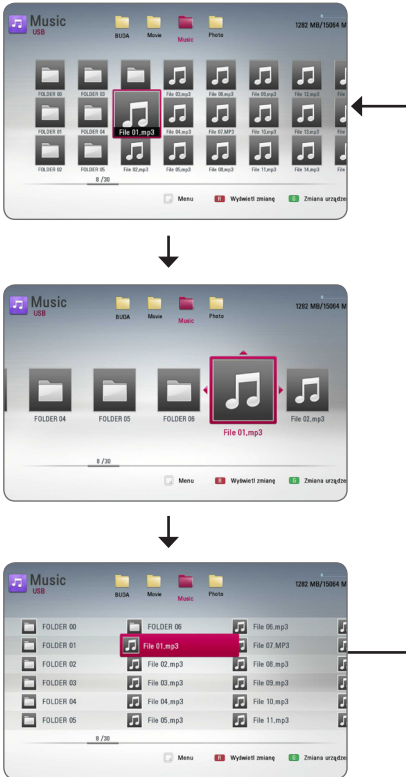 Music
USB
BUDA Movie Music Photo
1282 MB/15064 M
FOLDER 00 FOLDER 03 File 03.mp3 File 06.mp3 File 09.mp3 File 12.mp3 File
FOLDER 01 FOLDER 04 File 01.mp3 File 04.mp3 File 07.MP3 File 10.mp3 File 13.mp3 File
FOLDER 02 FOLDER 05 File 02.mp3 File 05.mp3 File 08.mp3 File 11.mp3 File 14.mp3 File
8 /30
Menu R Wyświetl zmianę G Zmiana urządze
Music
USB
BUDA Movie Music Photo
1282 MB/15064 M
FOLDER 04 FOLDER 05 FOLDER 06 File 01.mp3 File 02.mp3
8 /30
Menu R Wyświetl zmianę G Zmiana urządze
Music
USB
BUDA Movie Music Photo
1282 MB/15064 M
FOLDER 00 FOLDER 06 File 06.mp3
FOLDER 01 File 01.mp3 File 07.MP3
FOLDER 02 File 02.mp3 File 08.mp3
FOLDER 03 File 03.mp3 File 09.mp3
FOLDER 04 File 04.mp3 File 10.mp3
FOLDER 05 File 05.mp3 File 11.mp3
8 /30
Menu R Wyświetl zmianę G Zmiana urządze